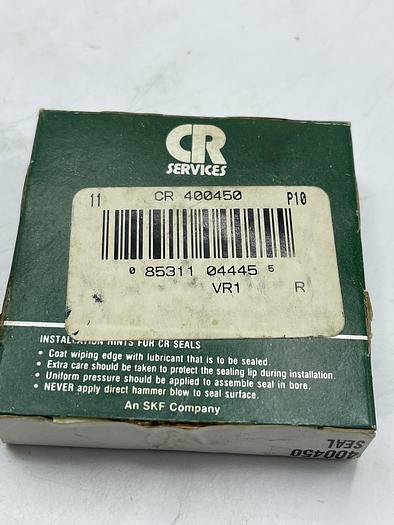 CR
SERVICES
11 CR 400450 P10
0 85311 04445 5
VR1 R
INSTALLATION HINTS FOR CR SEALS
• Coat wiping edge with lubricant that is to be sealed.
• Extra care should be taken to protect the sealing lip during installation.
• Uniform pressure should be applied to assemble seal in bore.
• NEVER apply direct hammer blow to seal surface.
An SKF Company
400450
SEAL